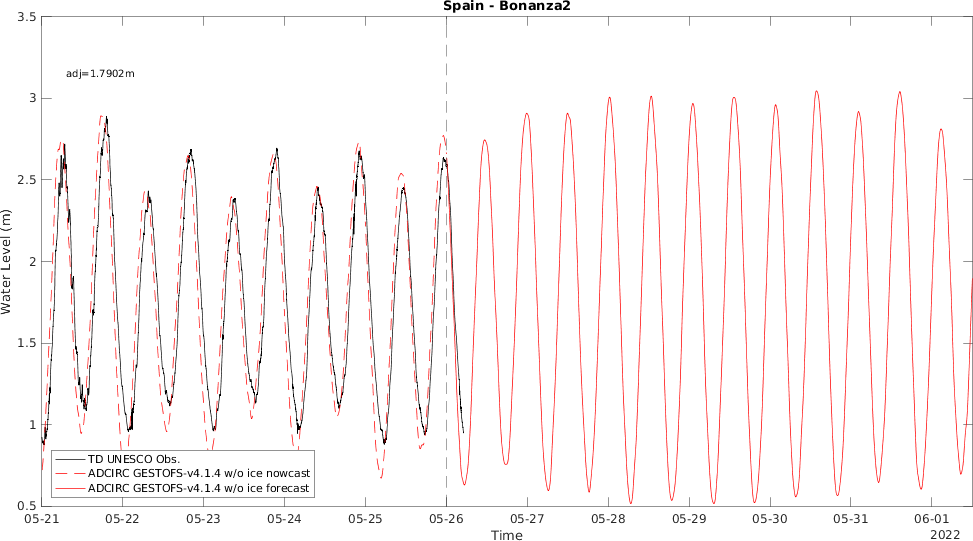 Spain - Bonanza2
3.5
adj=1.7902m
3
2.5
2
1.5
1
0.5
Water Level (m)
TD UNESCO Obs.
ADCIRC GESTOFS-v4.1.4 w/o ice nowcast
ADCIRC GESTOFS-v4.1.4 w/o ice forecast
05-21 05-22 05-23 05-24 05-25 05-26 05-27 05-28 05-29 05-30 05-31 06-01
2022
Time